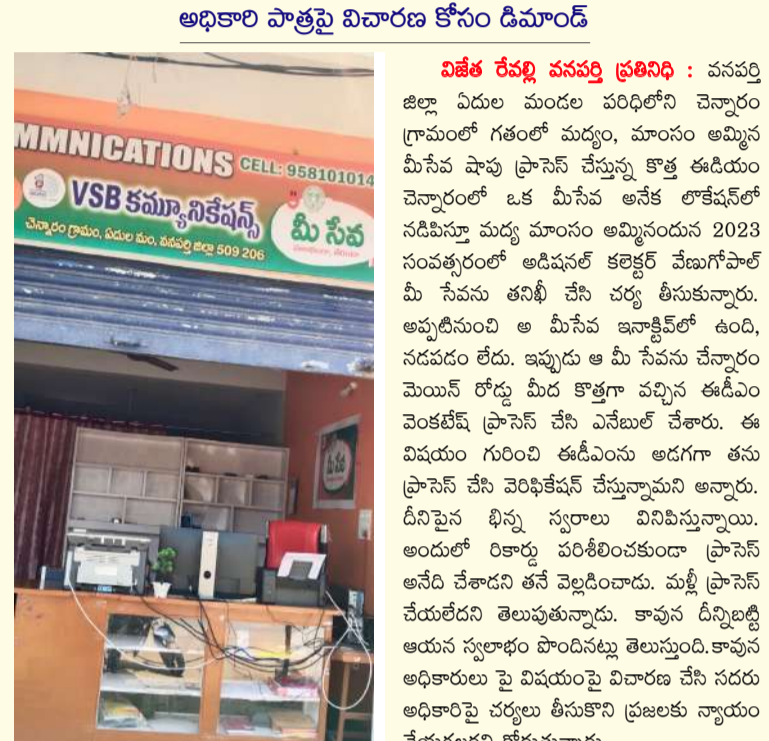 అధికారి పాత్రపై విచారణ కోసం డిమాండ్
MMNICATIONS CELL: 958101014
VSB కమ్యూనికేషన్స్
మీ సేవ
చెన్నారం గ్రామం, ఏదుల మం, వనపర్తి జిల్లా 509 206
మీ సేవ
విజేత రేవల్లి వనపర్తి ప్రతినిధి : వనపర్తి
జిల్లా ఏదుల మండల పరిధిలోని చెన్నారం
గ్రామంలో గతంలో మద్యం, మాంసం అమ్మిన
మీసేవ షాపు ప్రాసెస్ చేస్తున్న కొత్త ఈడియం
చెన్నారంలో ఒక మీసేవ అనేక లొకేషన్‌లో
నడిపిస్తూ మద్య మాంసం అమ్మినందున 2023
సంవత్సరంలో అడిషనల్ కలెక్టర్ వేణుగోపాల్
మీ సేవను తనిఖీ చేసి చర్య తీసుకున్నారు.
అప్పటినుంచి అ మీసేవ ఇనాక్టివ్‌లో ఉంది,
నడపడం లేదు. ఇప్పుడు ఆ మీ సేవను చేన్నారం
మెయిన్ రోడ్డు మీద కొత్తగా వచ్చిన ఈడీఎం
వెంకటేష్ ప్రాసెస్ చేసి ఎనేబుల్ చేశారు. ఈ
విషయం గురించి ఈడీఎంను అడగగా తను
ప్రాసెస్ చేసి వెరిఫికేషన్ చేస్తున్నామని అన్నారు.
దీనిపైన భిన్న స్వరాలు వినిపిస్తున్నాయి.
అందులో రికార్డు పరిశీలించకుండా ప్రాసెస్
అనేది చేశాడని తనే వెల్లడించాడు. మళ్లీ ప్రాసెస్
చేయలేదని తెలుపుతున్నాడు. కావున దీన్నిబట్టి
ఆయన స్వలాభం పొందినట్లు తెలుస్తుంది.కావున
అధికారులు పై విషయంపై విచారణ చేసి సదరు
అధికారిపై చర్యలు తీసుకొని ప్రజలకు న్యాయం